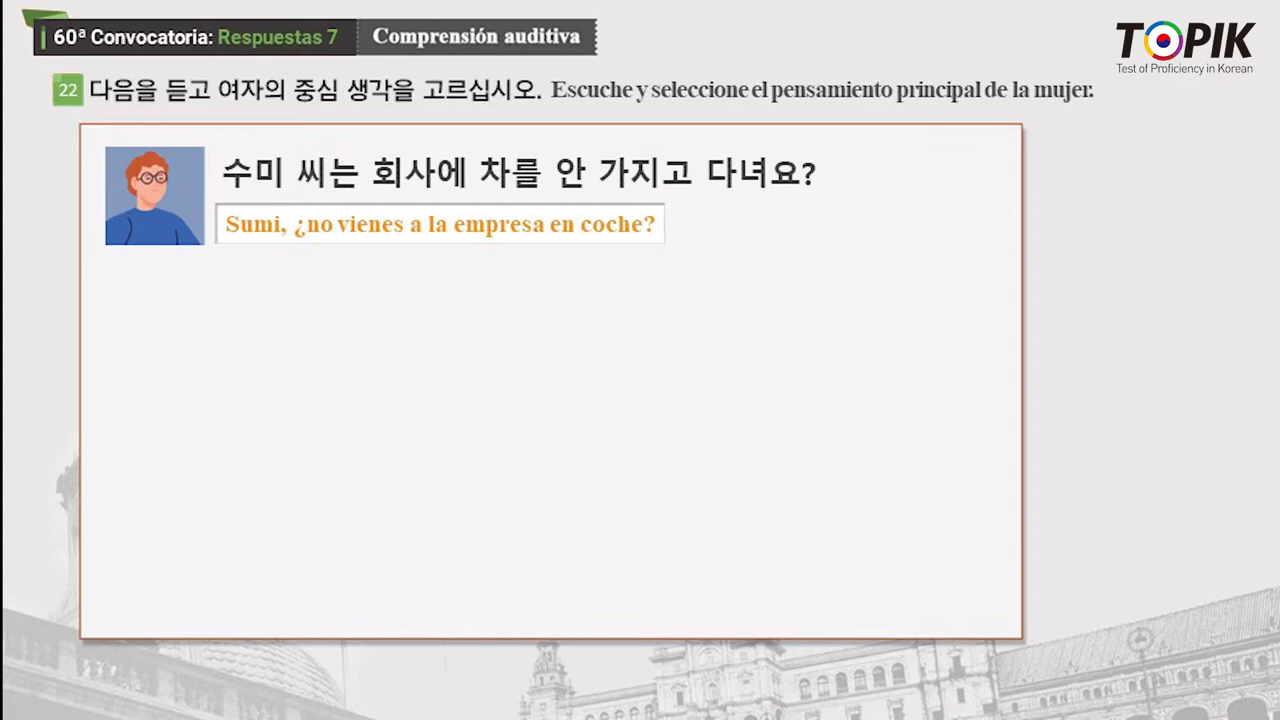 60ª Convocatoria: Respuestas 7 Comprensión auditiva
TOPIK
Test of Proficiency in Korean
22 다음을 듣고 여자의 중심 생각을 고르십시오. Escuche y seleccione el pensamiento principal de la mujer.
수미 씨는 회사에 차를 안 가지고 다녀요?
Sumi, ¿no vienes a la empresa en coche?